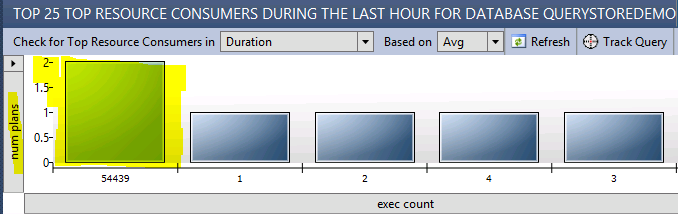 TOP 25 TOP RESOURCE CONSUMERS DURING THE LAST HOUR FOR DATABASE QUERYSTOREDEMO
Check for Top Resource Consumers in Duration Based on Avg Refresh Track Query
num plans
2
1.5
1
0.5
0
54439 1 2 4 3
exec count